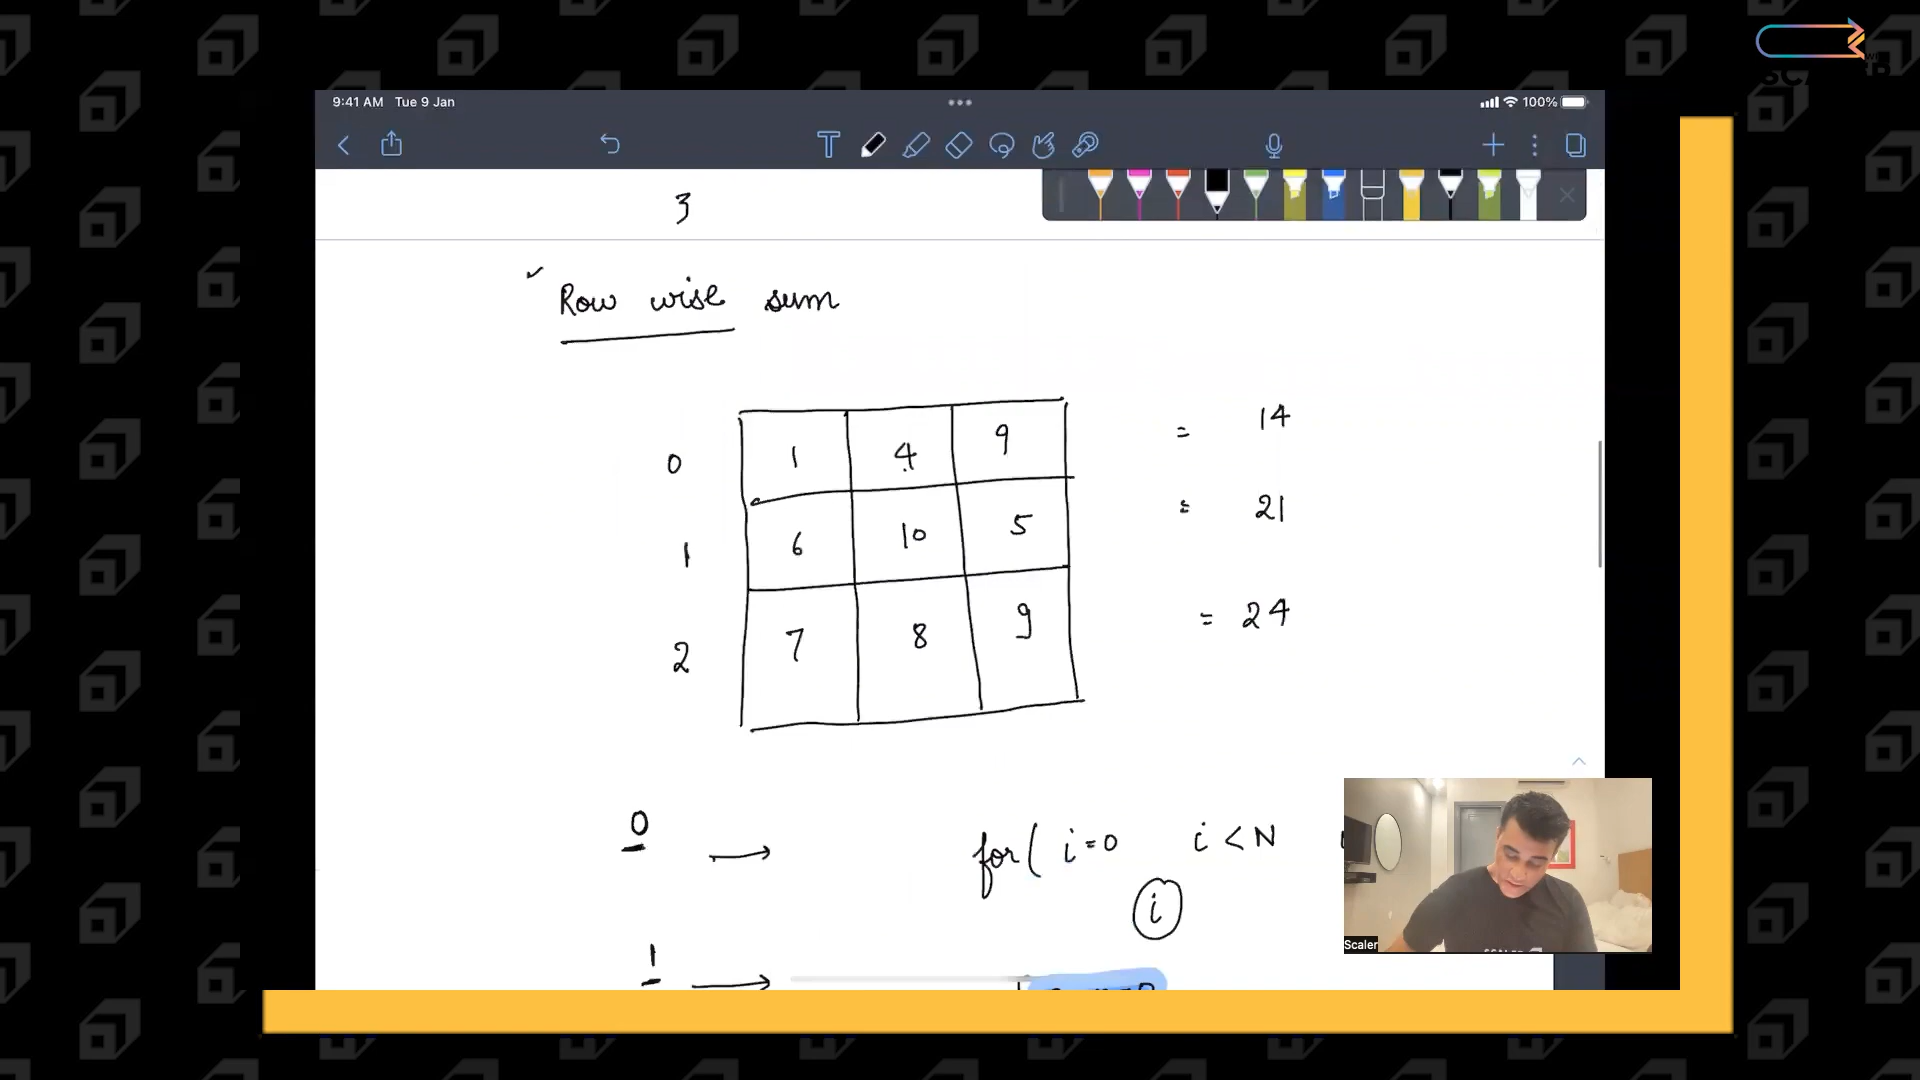 9:41 AM Tue 9 Jan
100%
3
Row wise sum
0 1 4 9 = 14
1 6 10 5 = 21
2 7 8 9 = 24
0 → for( i=0 i<N
i
1 →
Scaler